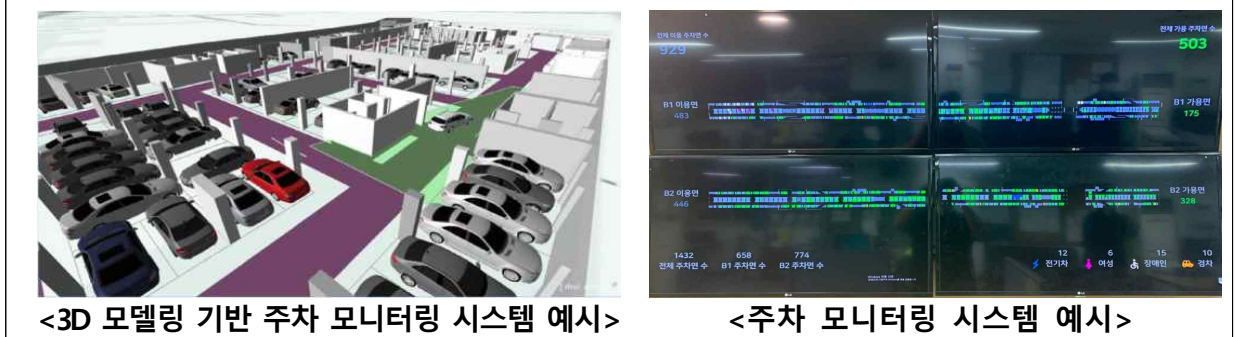 전체 이용 주차면 수
929
전체 가용 주차면 수
503
B1 이용면
483
B1 가용면
175
B2 이용면
446
B2 가용면
328
1432
전체 주차면 수
658
B1 주차면 수
774
B2 주차면 수
12
전기차
6
여성
15
장애인
10
경차
LG
LG
<3D 모델링 기반 주차 모니터링 시스템 예시>
<주차 모니터링 시스템 예시>